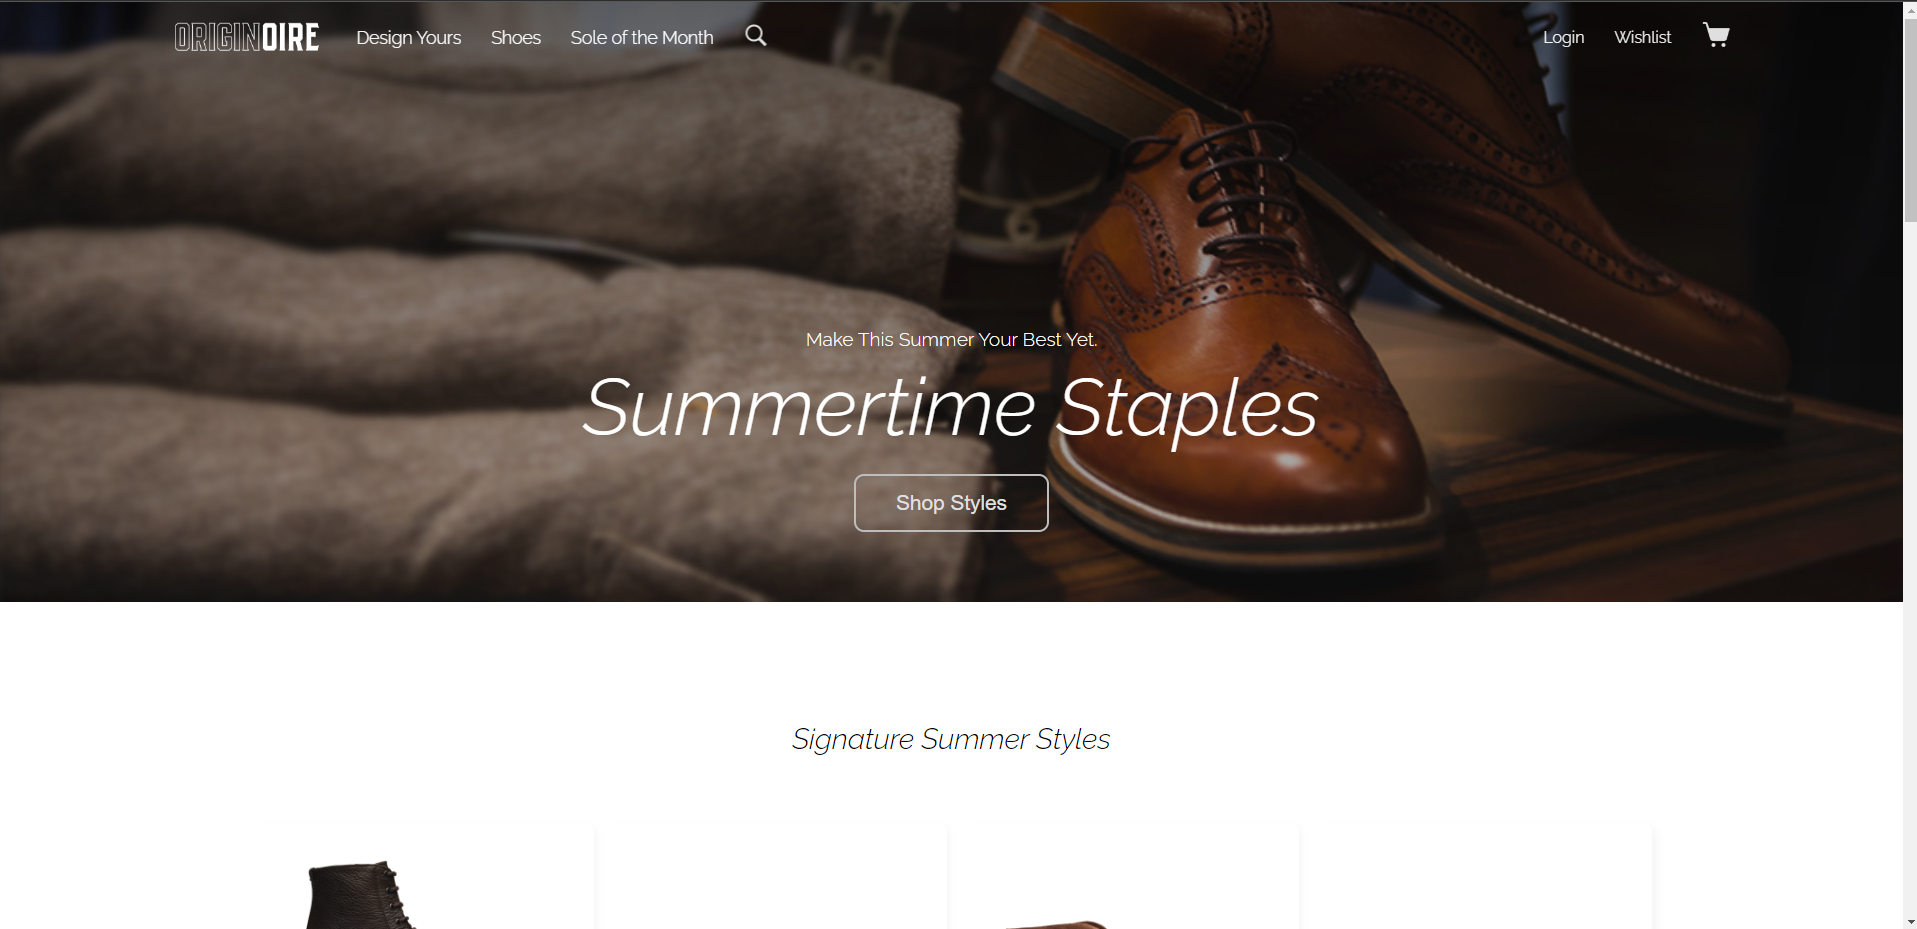 ORIGINOIRE Design Yours Shoes Sole of the Month Login Wishlist
Make This Summer Your Best Yet.
Summertime Staples
Shop Styles
Signature Summer Styles